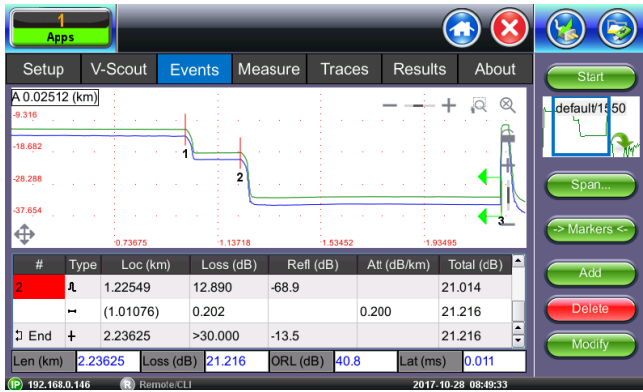 1
Apps
Setup V-Scout Events Measure Traces Results About
Start
A 0.02512 (km)
default/1550
-9.316
-18.682
-28.288
-37.654
1
2
3
0.73675 1.13718 1.53452 1.93495
Span...
-> Markers <-
Add
Delete
Modify
# Type Loc (km) Loss (dB) Refl (dB) Att (dB/km) Total (dB)
2 1.22549 12.890 -68.9 21.014
(1.01076) 0.202 0.200 21.216
End 2.23625 >30.000 -13.5 21.216
Len (km) 2.23625 Loss (dB) 21.216 ORL (dB) 40.8 Lat (ms) 0.011
IP 192.168.0.146 R Remote/CLI 2017-10-28 08:49:33